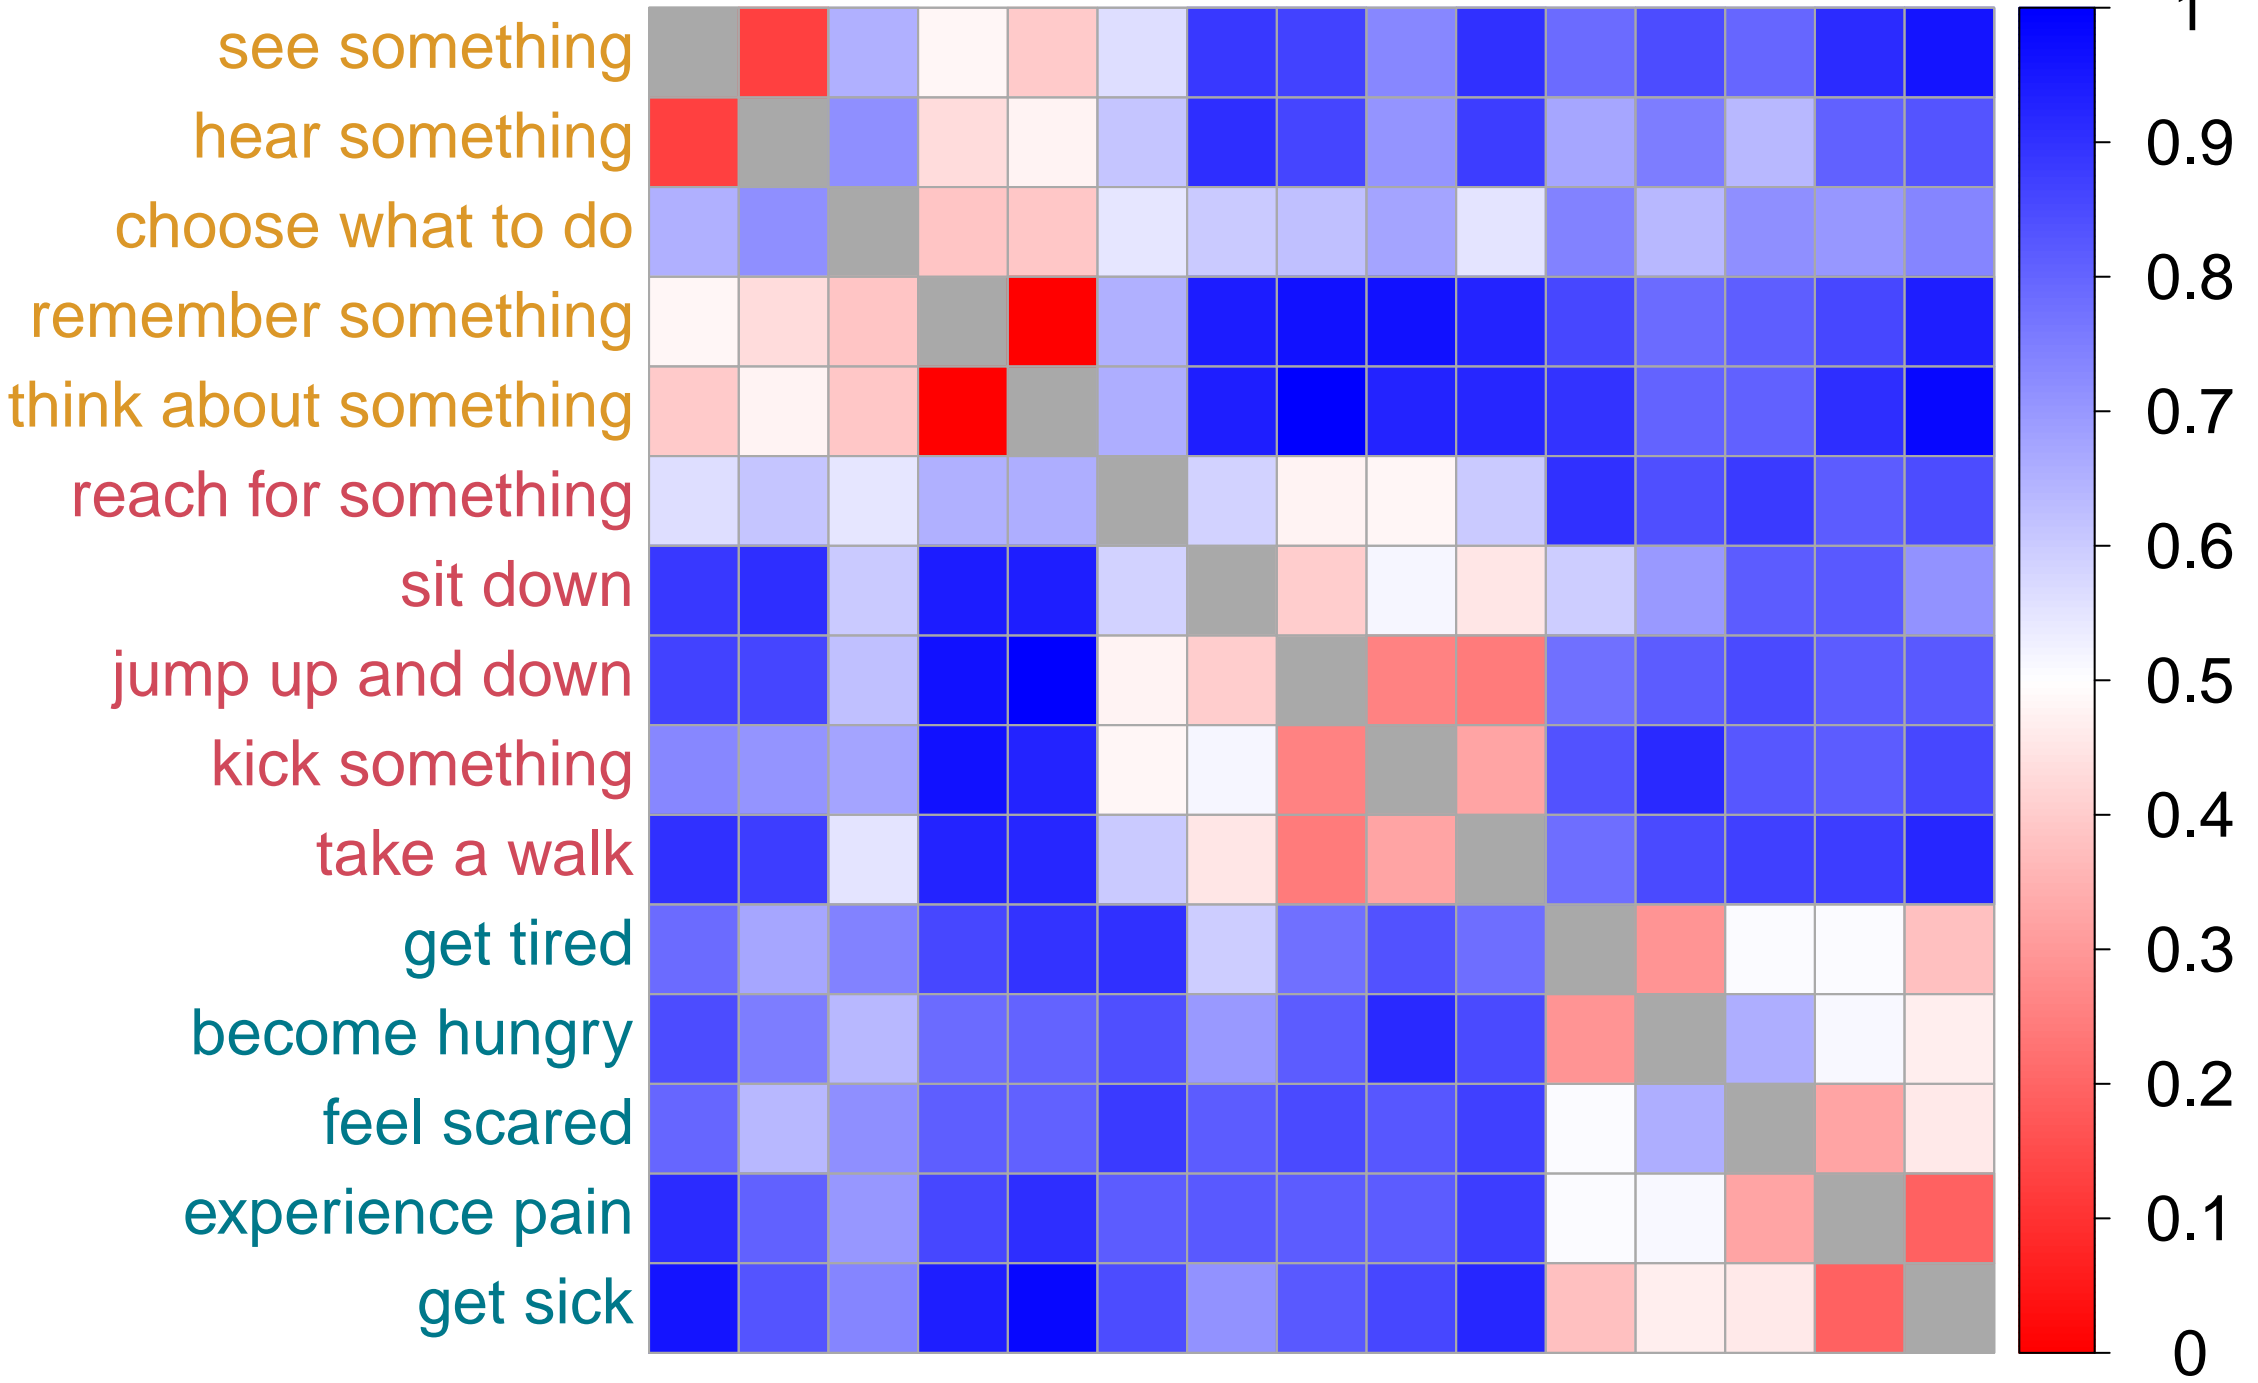 see something
hear something
choose what to do
remember something
think about something
reach for something
sit down
jump up and down
kick something
take a walk
get tired
become hungry
feel scared
experience pain
get sick
1
0.9
0.8
0.7
0.6
0.5
0.4
0.3
0.2
0.1
0